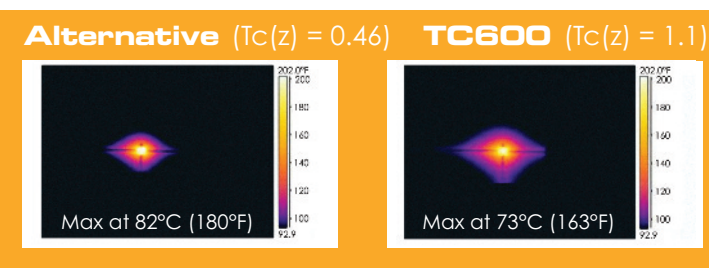 Alternative (Tc(z) = 0.46)
TC600 (Tc(z) = 1.1)
202.0°F
200
180
160
140
120
100
92.9
Max at 82°C (180°F)
202.0°F
200
180
160
140
120
100
92.9
Max at 73°C (163°F)